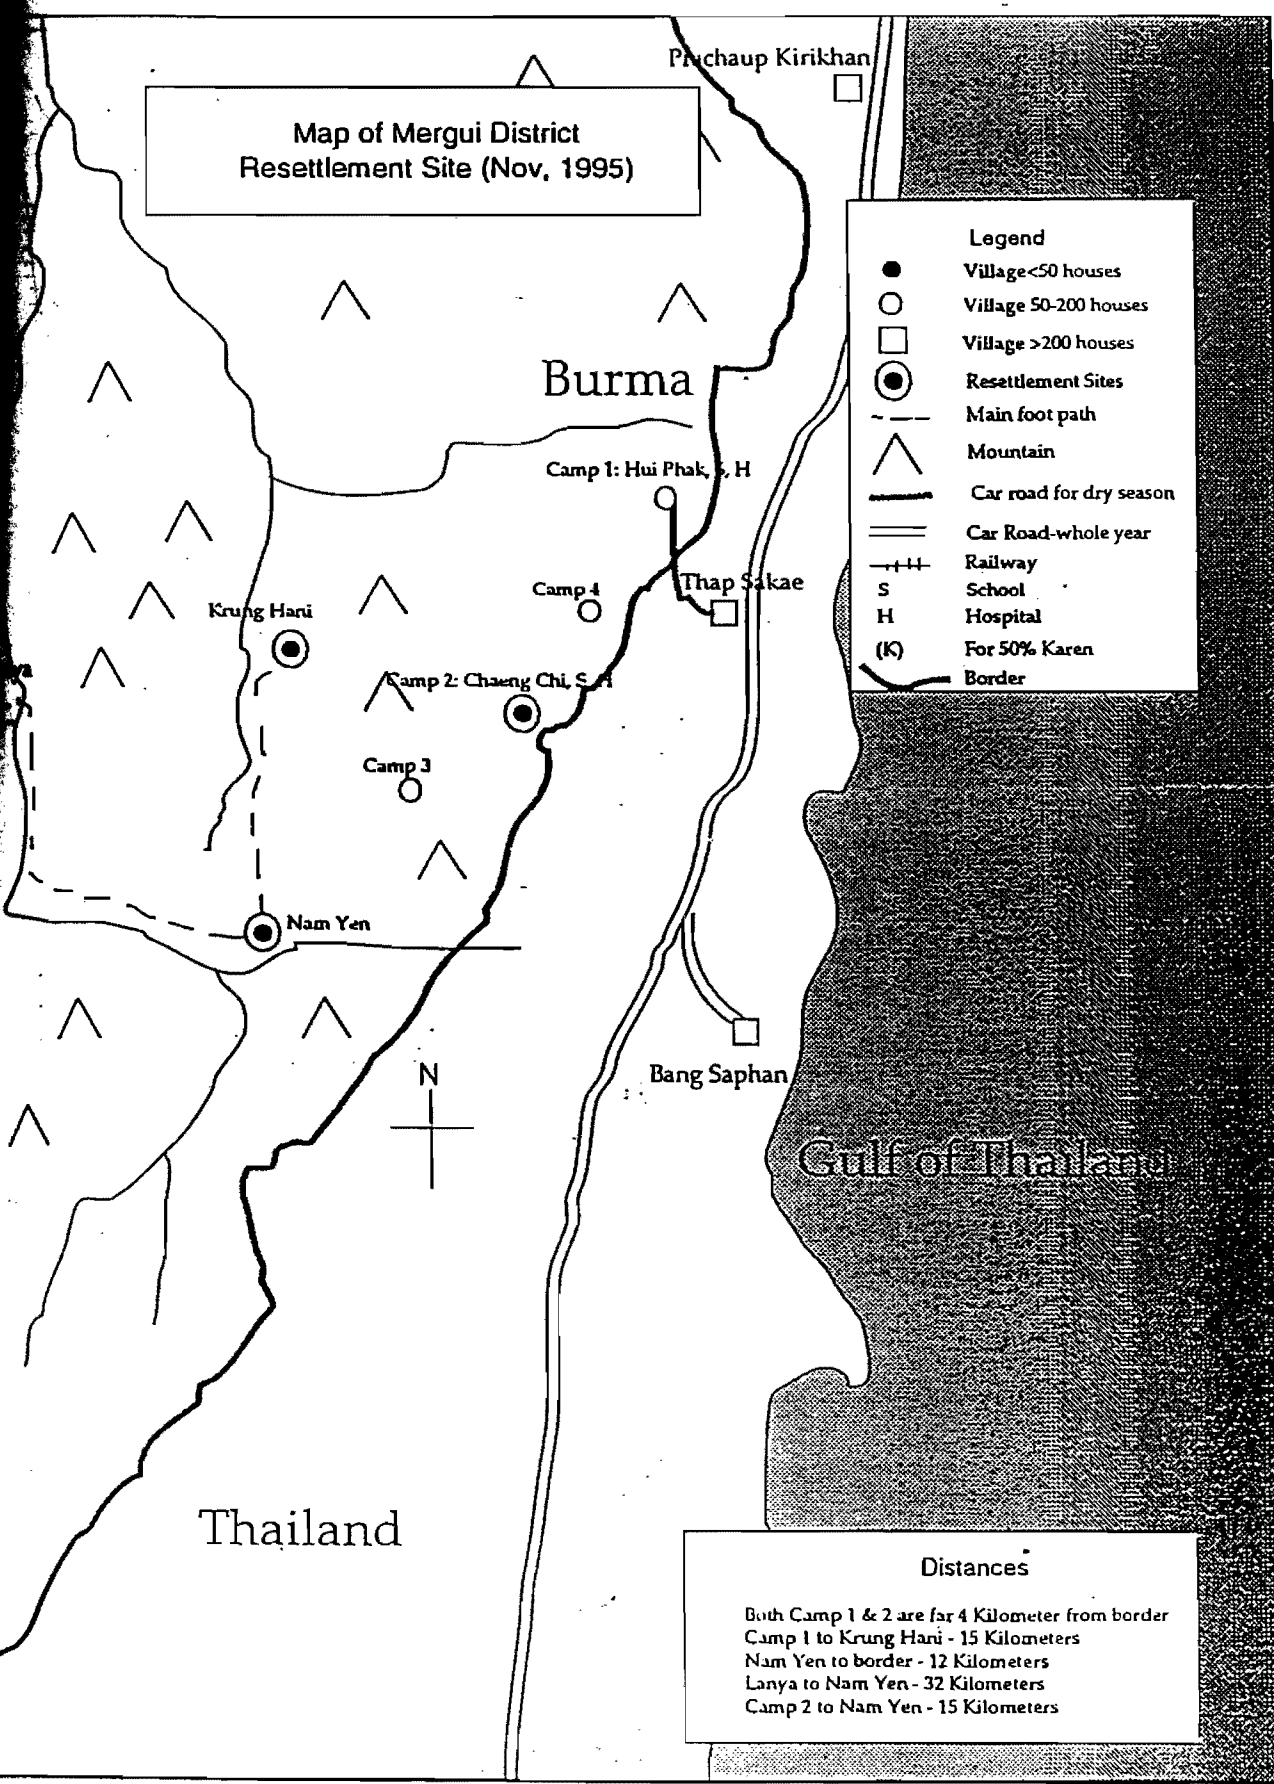 Prachaup Kirikhan
Map of Mergui District
Resettlement Site (Nov, 1995)
Legend
Village<50 houses
Village 50-200 houses
Village >200 houses
Resettlement Sites
Main foot path
Mountain
Car road for dry season
Car Road-whole year
Railway
S School
H Hospital
(K) For 50% Karen
Border
Burma
Camp 1: Hui Phak, S, H
Camp 4
Thap Sakae
Krung Hani
Camp 2: Chaeng Chi, S, H
Camp 3
Nam Yen
N
Bang Saphan
Gulf of Thailand
Thailand
Distances
Both Camp 1 & 2 are far 4 Kilometer from border
Camp 1 to Krung Hani - 15 Kilometers
Nam Yen to border - 12 Kilometers
Lanya to Nam Yen - 32 Kilometers
Camp 2 to Nam Yen - 15 Kilometers